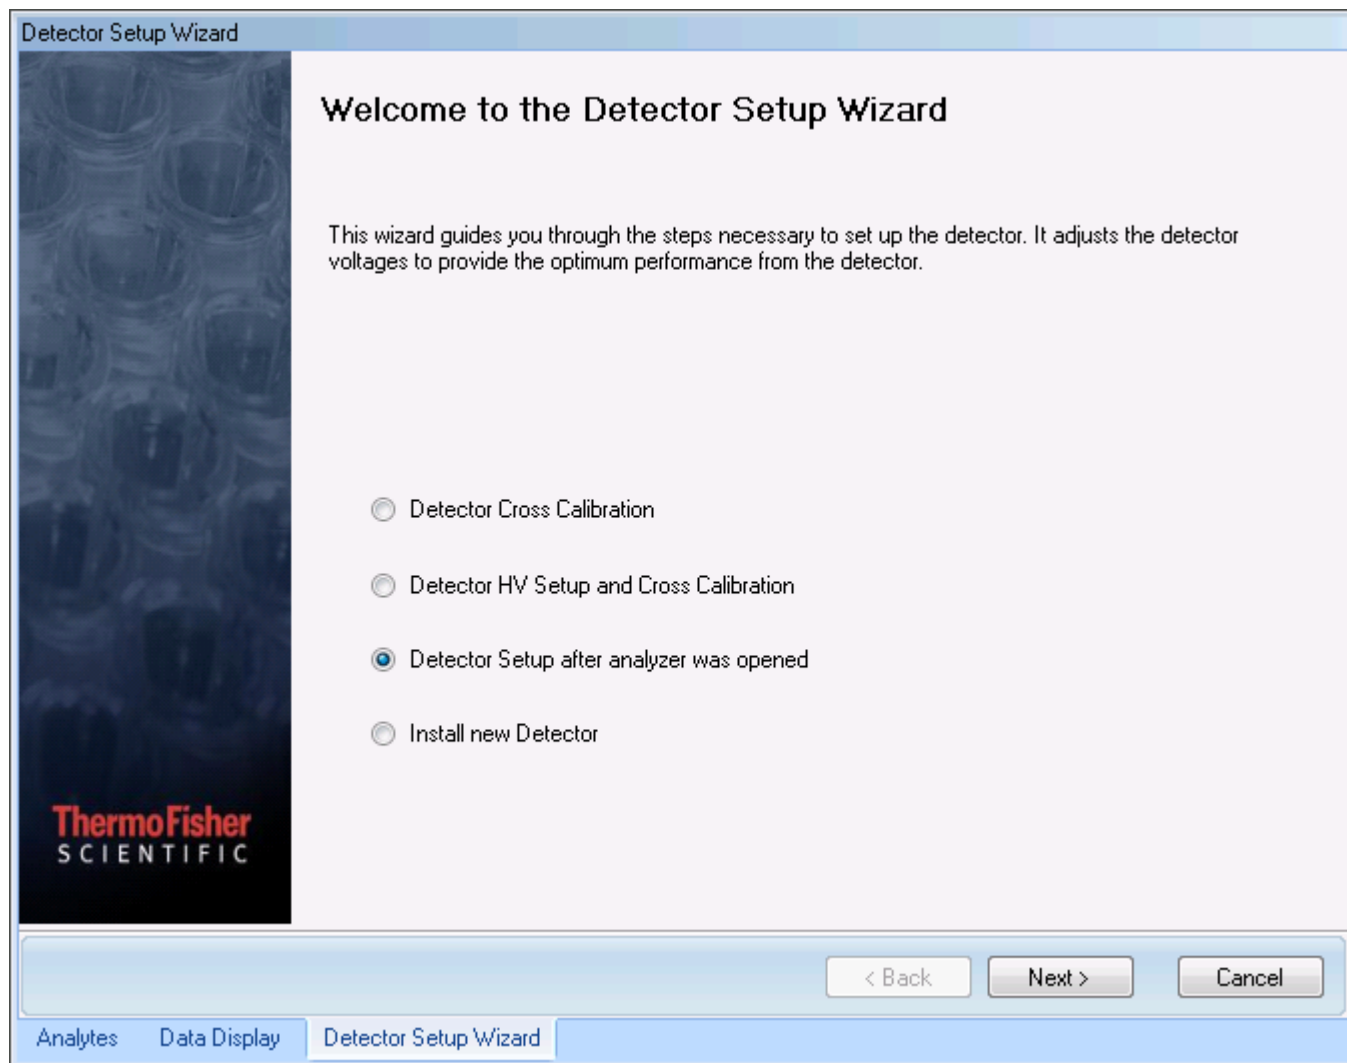 Detector Setup Wizard
Welcome to the Detector Setup Wizard
This wizard guides you through the steps necessary to set up the detector. It adjusts the detector
voltages to provide the optimum performance from the detector.
Detector Cross Calibration
Detector HV Setup and Cross Calibration
Detector Setup after analyzer was opened
Install new Detector
ThermoFisher
SCIENTIFIC
< Back Next > Cancel
Analytes Data Display Detector Setup Wizard